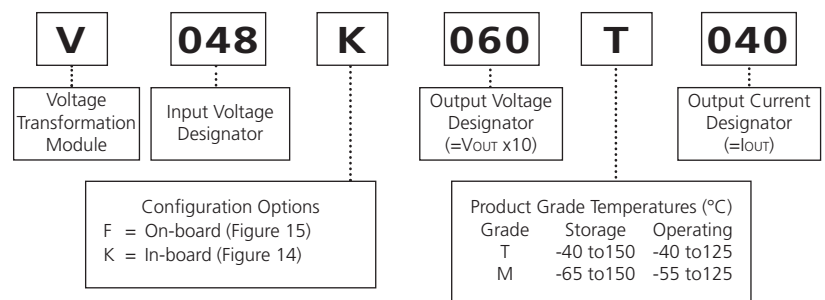 V 048 K 060 T 040
Voltage
Transformation
Module
Input Voltage
Designator
Output Voltage
Designator
(=VOUT x10)
Output Current
Designator
(=IOUT)
Configuration Options
F = On-board (Figure 15)
K = In-board (Figure 14)
Product Grade Temperatures (°C)
Grade Storage Operating
T -40 to150 -40 to125
M -65 to150 -55 to125